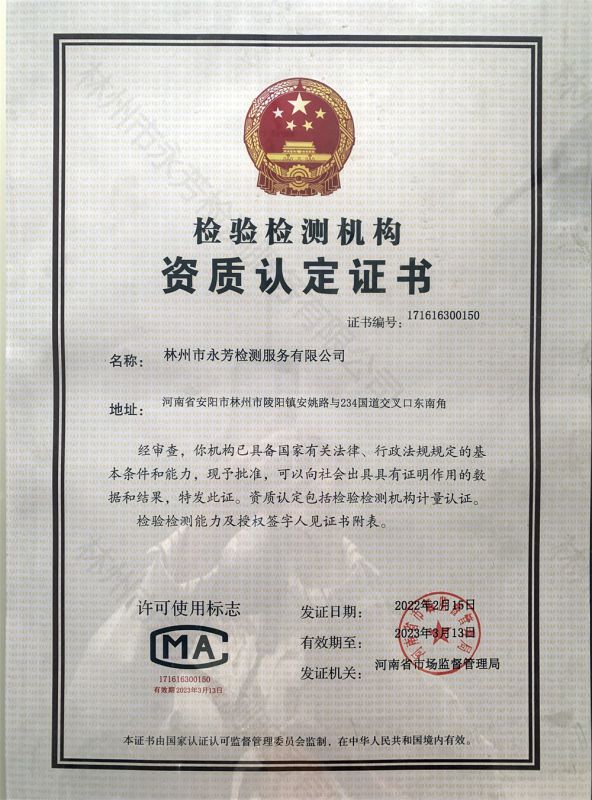 检验检测机构
资质认定证书
证书编号：171616300150
名称：林州市永芳检测服务有限公司
地址：河南省安阳市林州市陵阳镇安姚路与234国道交叉口东南角
经审查，你机构已具备国家有关法律、行政法规规定的基
本条件和能力，现予批准，可以向社会出具具有证明作用的数
据和结果，特发此证。资质认定包括检验检测机构计量认证。
检验检测能力及授权签字人见证书附表。
许可使用标志
MA
171616300150
有效期2023年3月13日
发证日期：2022年2月15日
有效期至：2023年3月13日
发证机关：河南省市场监督管理局
本证书由国家认证认可监督管理委员会监制，在中华人民共和国境内有效。